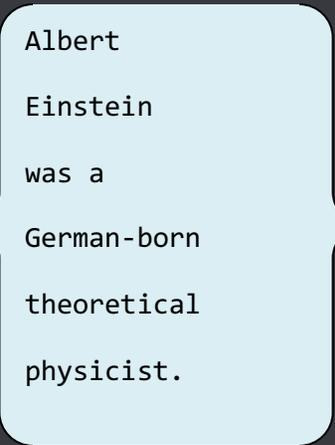 Albert
Einstein
was a
German-born
theoretical
physicist.